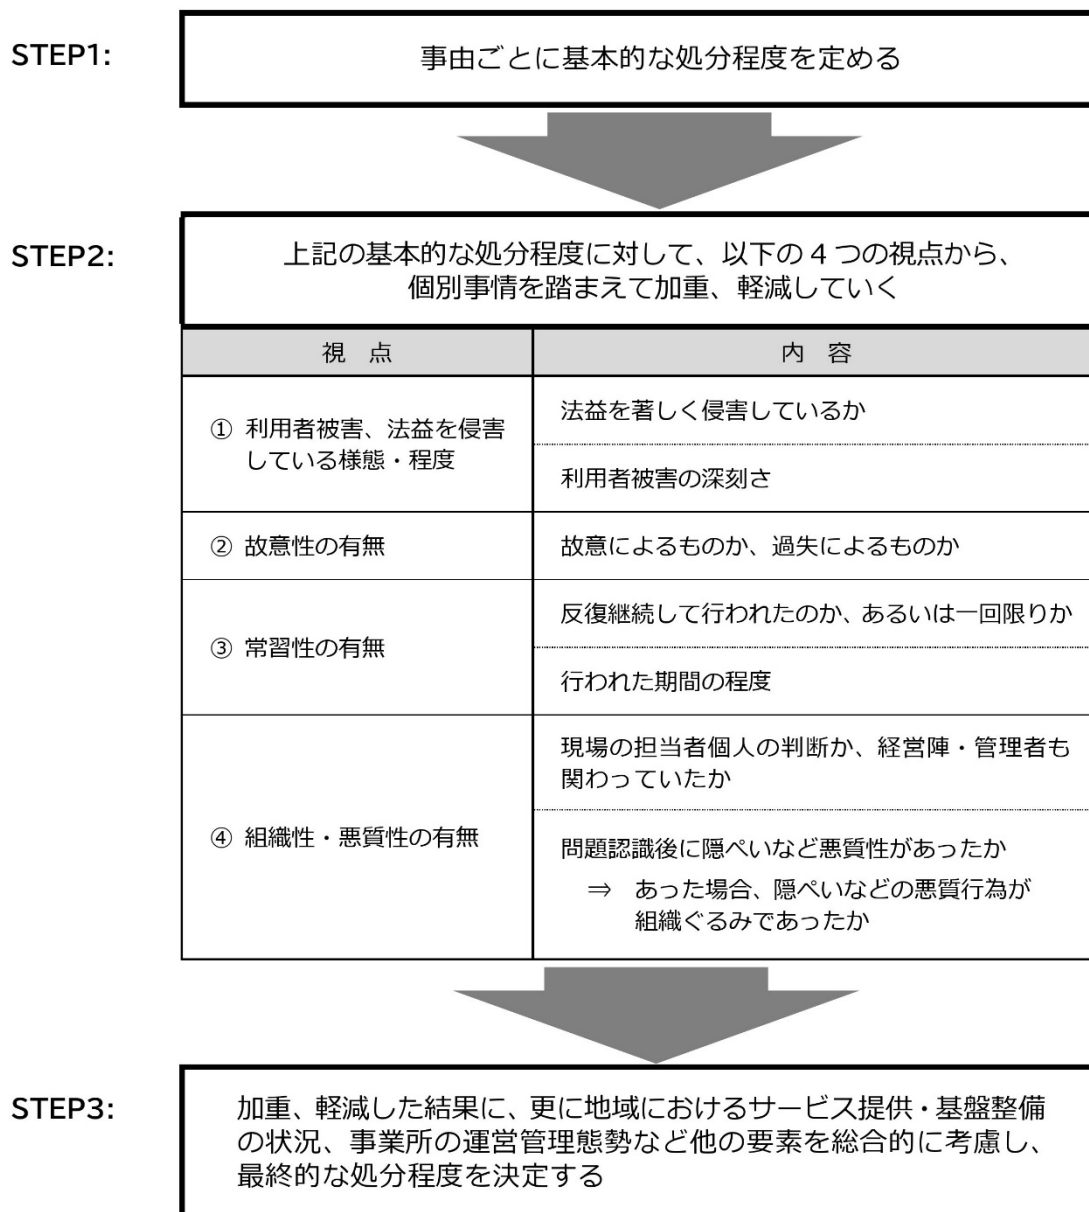 STEP1:
事由ごとに基本的な処分程度を定める
STEP2:
上記の基本的な処分程度に対して、以下の4つの視点から、
個別事情を踏まえて加重、軽減していく
視 点
内 容
① 利用者被害、法益を侵害
している様態・程度
法益を著しく侵害しているか
利用者被害の深刻さ
② 故意性の有無
故意によるものか、過失によるものか
③ 常習性の有無
反復継続して行われたのか、あるいは一回限りか
行われた期間の程度
④ 組織性・悪質性の有無
現場の担当者個人の判断か、経営陣・管理者も
関わっていたか
問題認識後に隠ぺいなど悪質性があったか
⇒ あった場合、隠ぺいなどの悪質行為が
組織ぐるみであったか
STEP3:
加重、軽減した結果に、更に地域におけるサービス提供・基盤整備
の状況、事業所の運営管理態勢など他の要素を総合的に考慮し、
最終的な処分程度を決定する